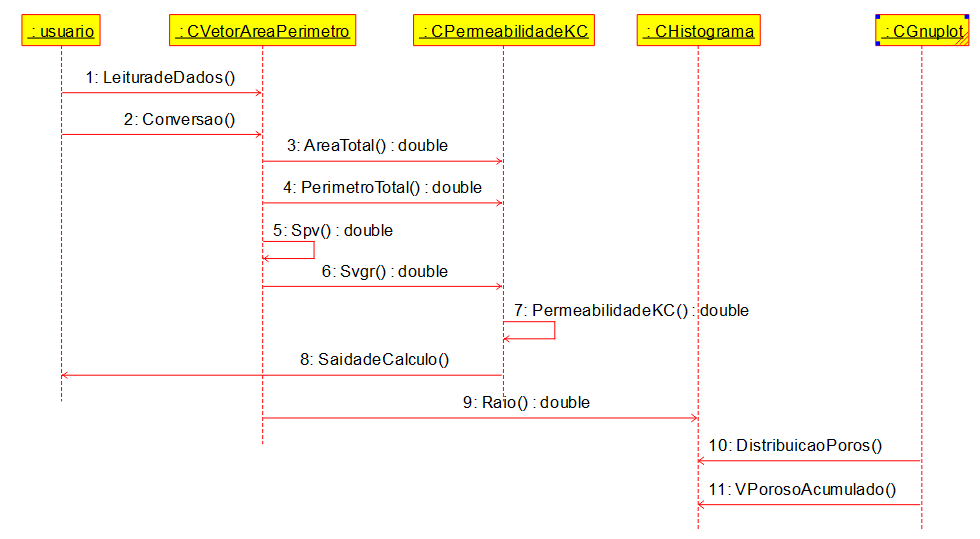 : usuario
: CVetorAreaPerimetro
: CPermeabilidadeKC
: CHistograma
: CGnuplot
1: LeituradeDados()
2: Conversao()
3: AreaTotal() : double
4: PerimetroTotal() : double
5: Spv() : double
6: Svgr() : double
7: PermeabilidadeKC() : double
8: SaidadeCalculo()
9: Raio() : double
10: DistribuicaoPoros()
11: VPorosoAcumulado()